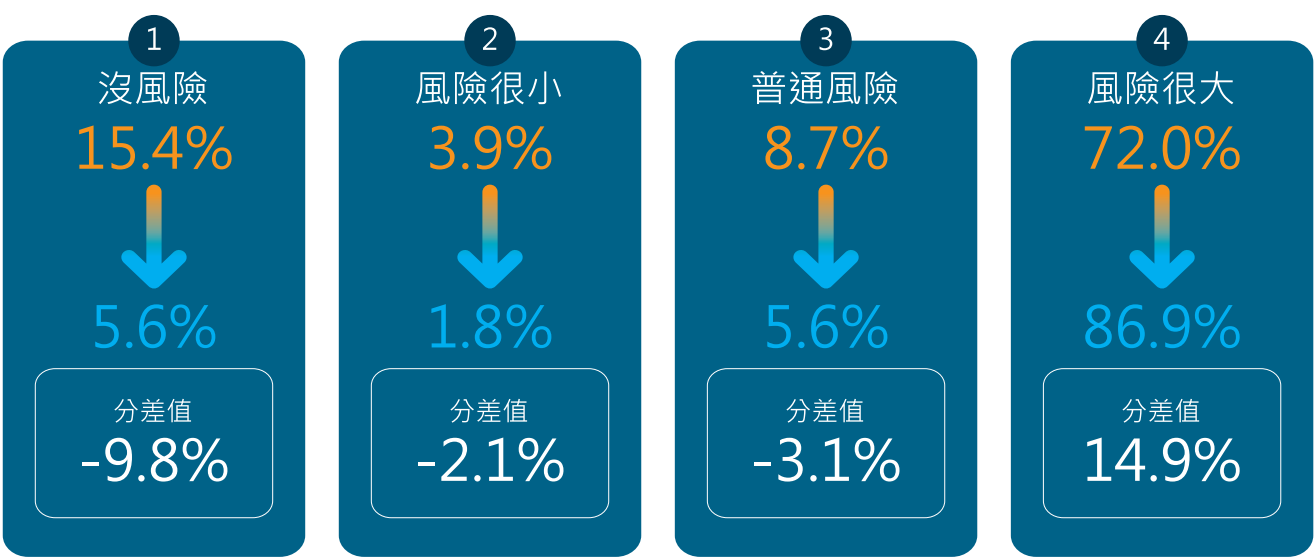 1
沒風險
15.4%
5.6%
分差值
-9.8%
2
風險很小
3.9%
1.8%
分差值
-2.1%
3
普通風險
8.7%
5.6%
分差值
-3.1%
4
風險很大
72.0%
86.9%
分差值
14.9%